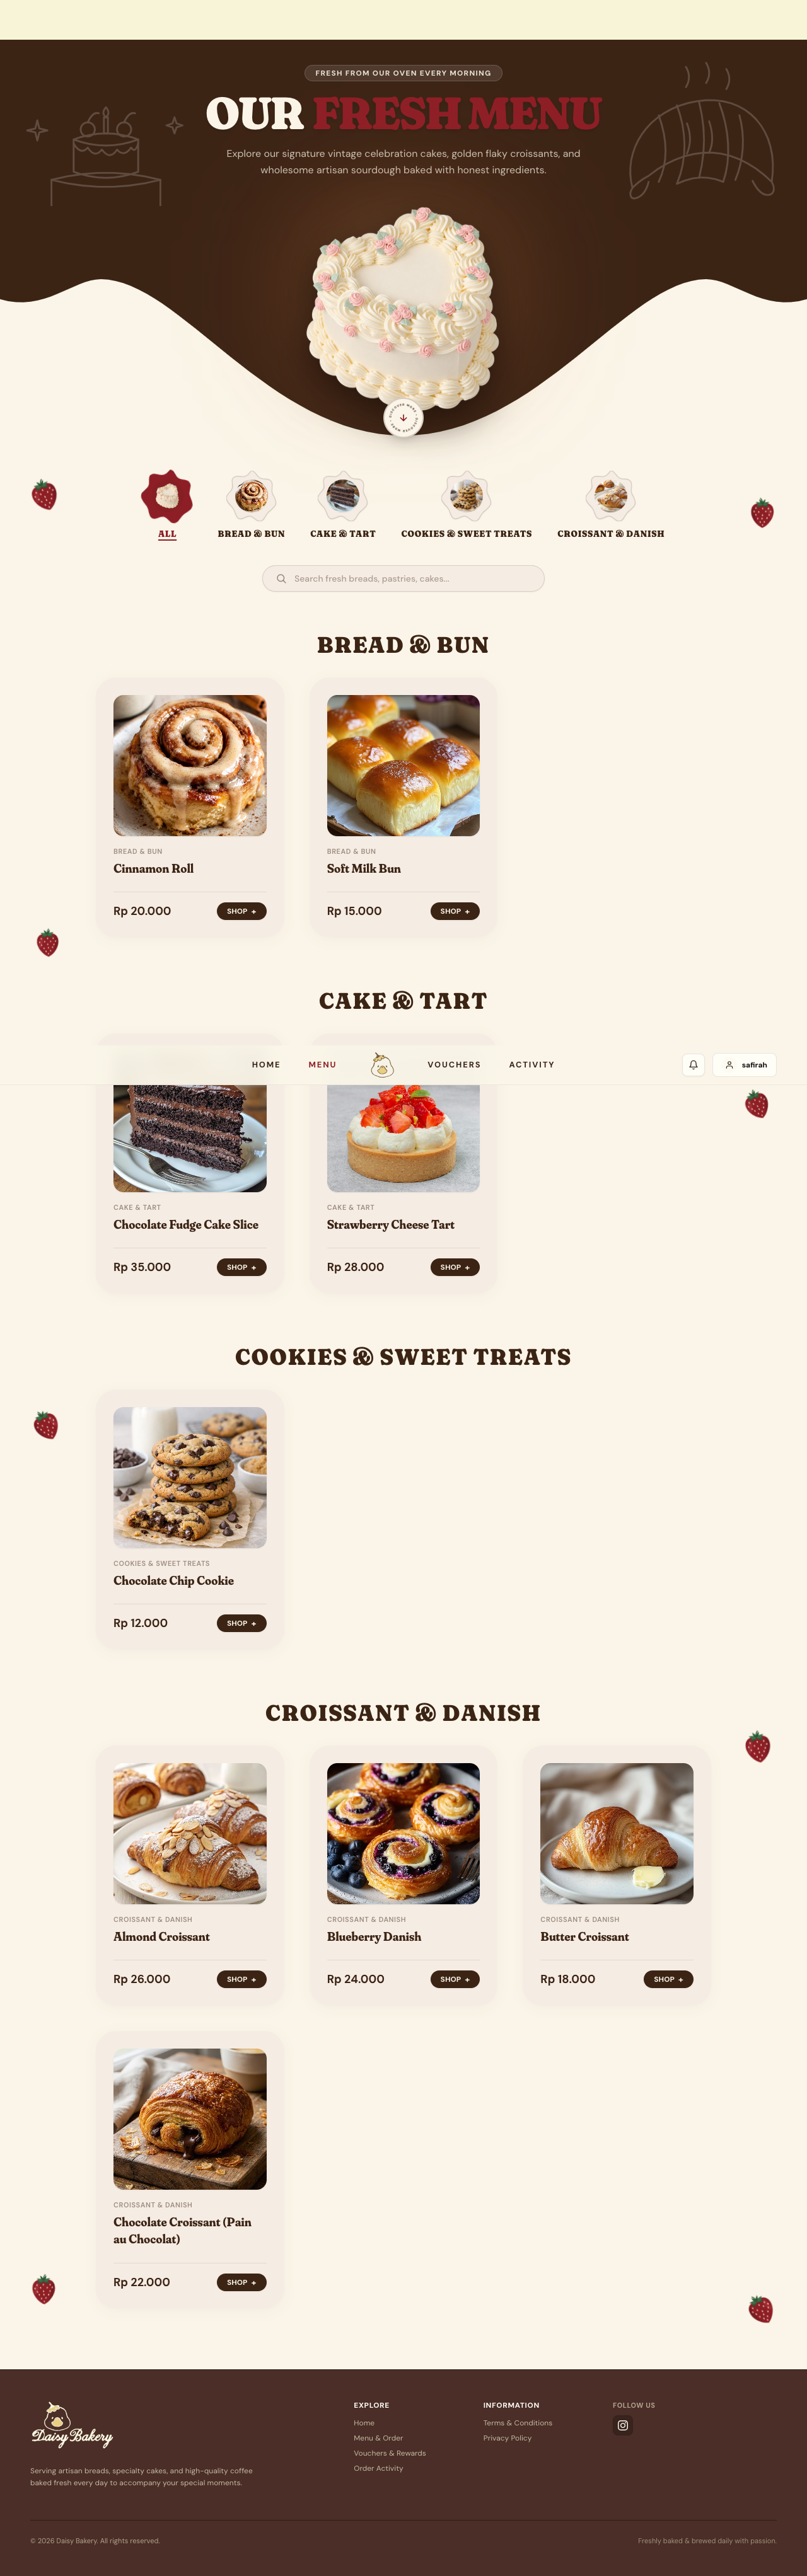 FRESH FROM OUR OVEN EVERY MORNING
OUR FRESH MENU
Explore our signature vintage celebration cakes, golden flaky croissants, and
wholesome artisan sourdough baked with honest ingredients.
ALL
BREAD & BUN
CAKE & TART
COOKIES & SWEET TREATS
CROISSANT & DANISH
Search fresh breads, pastries, cakes...
BREAD & BUN
BREAD & BUN
Cinnamon Roll
Rp 20.000
SHOP +
BREAD & BUN
Soft Milk Bun
Rp 15.000
SHOP +
CAKE & TART
HOME
MENU
VOUCHERS
ACTIVITY
safirah
CAKE & TART
Chocolate Fudge Cake Slice
Rp 35.000
SHOP +
CAKE & TART
Strawberry Cheese Tart
Rp 28.000
SHOP +
COOKIES & SWEET TREATS
COOKIES & SWEET TREATS
Chocolate Chip Cookie
Rp 12.000
SHOP +
CROISSANT & DANISH
CROISSANT & DANISH
Almond Croissant
Rp 26.000
SHOP +
CROISSANT & DANISH
Blueberry Danish
Rp 24.000
SHOP +
CROISSANT & DANISH
Butter Croissant
Rp 18.000
SHOP +
CROISSANT & DANISH
Chocolate Croissant (Pain
au Chocolat)
Rp 22.000
SHOP +
Daisy Bakery
Serving artisan breads, specialty cakes, and high-quality coffee
baked fresh every day to accompany your special moments.
EXPLORE
Home
Menu & Order
Vouchers & Rewards
Order Activity
INFORMATION
Terms & Conditions
Privacy Policy
FOLLOW US
© 2026 Daisy Bakery. All rights reserved.
Freshly baked & brewed daily with passion.